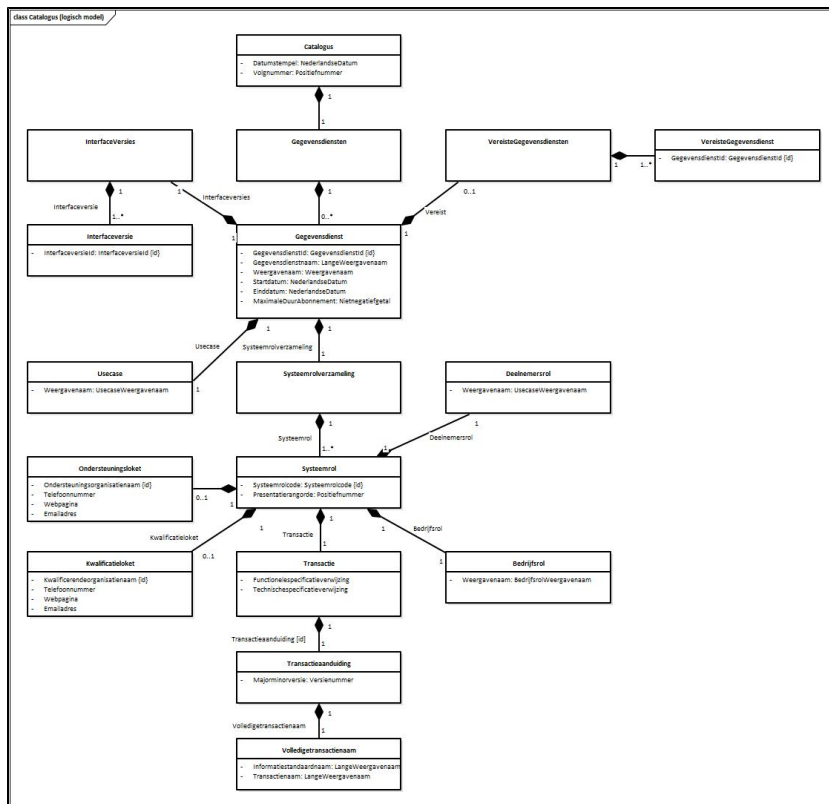 class Catalogus (logisch model)
Catalogus
- Datumstempel: NederlandseDatum
- Volgnummer: Positiefnummer
1
1
InterfaceVersies
Gegevensdiensten
VereisteGegevensdiensten
VereisteGegevensdienst
- GegevensdienstId: GegevensdienstId {id}
1
1..*
1
1
Interfaceversies
1
0..1
Interfaceversie
1..*
0..*
Vereist
1
1
Interfaceversie
- InterfaceversieId: InterfaceversieId {id}
Gegevensdienst
- GegevensdienstId: GegevensdienstId {id}
- Gegevensdienstnaam: LangeWeergavenaam
- Weergavenaam: Weergavenaam
- Startdatum: NederlandseDatum
- Einddatum: NederlandseDatum
- MaximaleDuurAbonnement: Nietnegatiefgetal
1
1
Usecase
Systeemrolverzameling
1
1
Usecase
- Weergavenaam: UsecaseWeergavenaam
Systeemrolverzameling
Deelnemersrol
- Weergavenaam: UsecaseWeergavenaam
1
1
Systeemrol
Deelnemersrol
1..*
1
Ondersteuningsloket
- Ondersteuningsorganisatienaam {id}
- Telefoonnummer
- Webpagina
- Emailadres
0..1
1
Systeemrol
- Systeemrolcode: Systeemrolcode {id}
- Presentatierangorde: Positiefnummer
1
1
1
Kwalificatieloket
Transactie
Bedrijfsrol
0..1
1
1
Kwalificatieloket
- Kwalificerendeorganisatienaam {id}
- Telefoonnummer
- Webpagina
- Emailadres
Transactie
- Functionelespecificatieverwijzing
- Technischespecificatieverwijzing
Bedrijfsrol
- Weergavenaam: BedrijfsrolWeergavenaam
1
Transactieaanduiding {id}
1
Transactieaanduiding
- Majorminorversie: Versienummer
1
Volledigetransactienaam
1
Volledigetransactienaam
- Informatiestandaardnaam: LangeWeergavenaam
- Transactienaam: LangeWeergavenaam